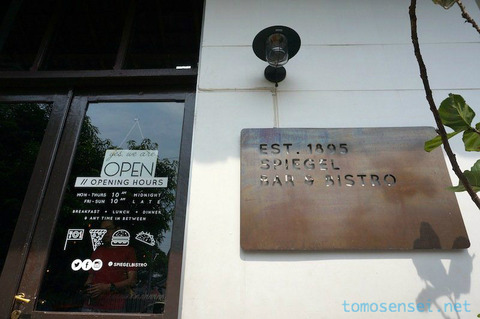 yes, we are
OPEN
// OPENING HOURS
MON - THURS 10 AM MIDNIGHT
FRI - SUN 10 AM LATE
BREAKFAST + LUNCH + DINNER
& ANY TIME IN BETWEEN
@SPIEGELBISTRO
EST. 1895
SPIEGEL
BAR & BISTRO
tomosensei.net